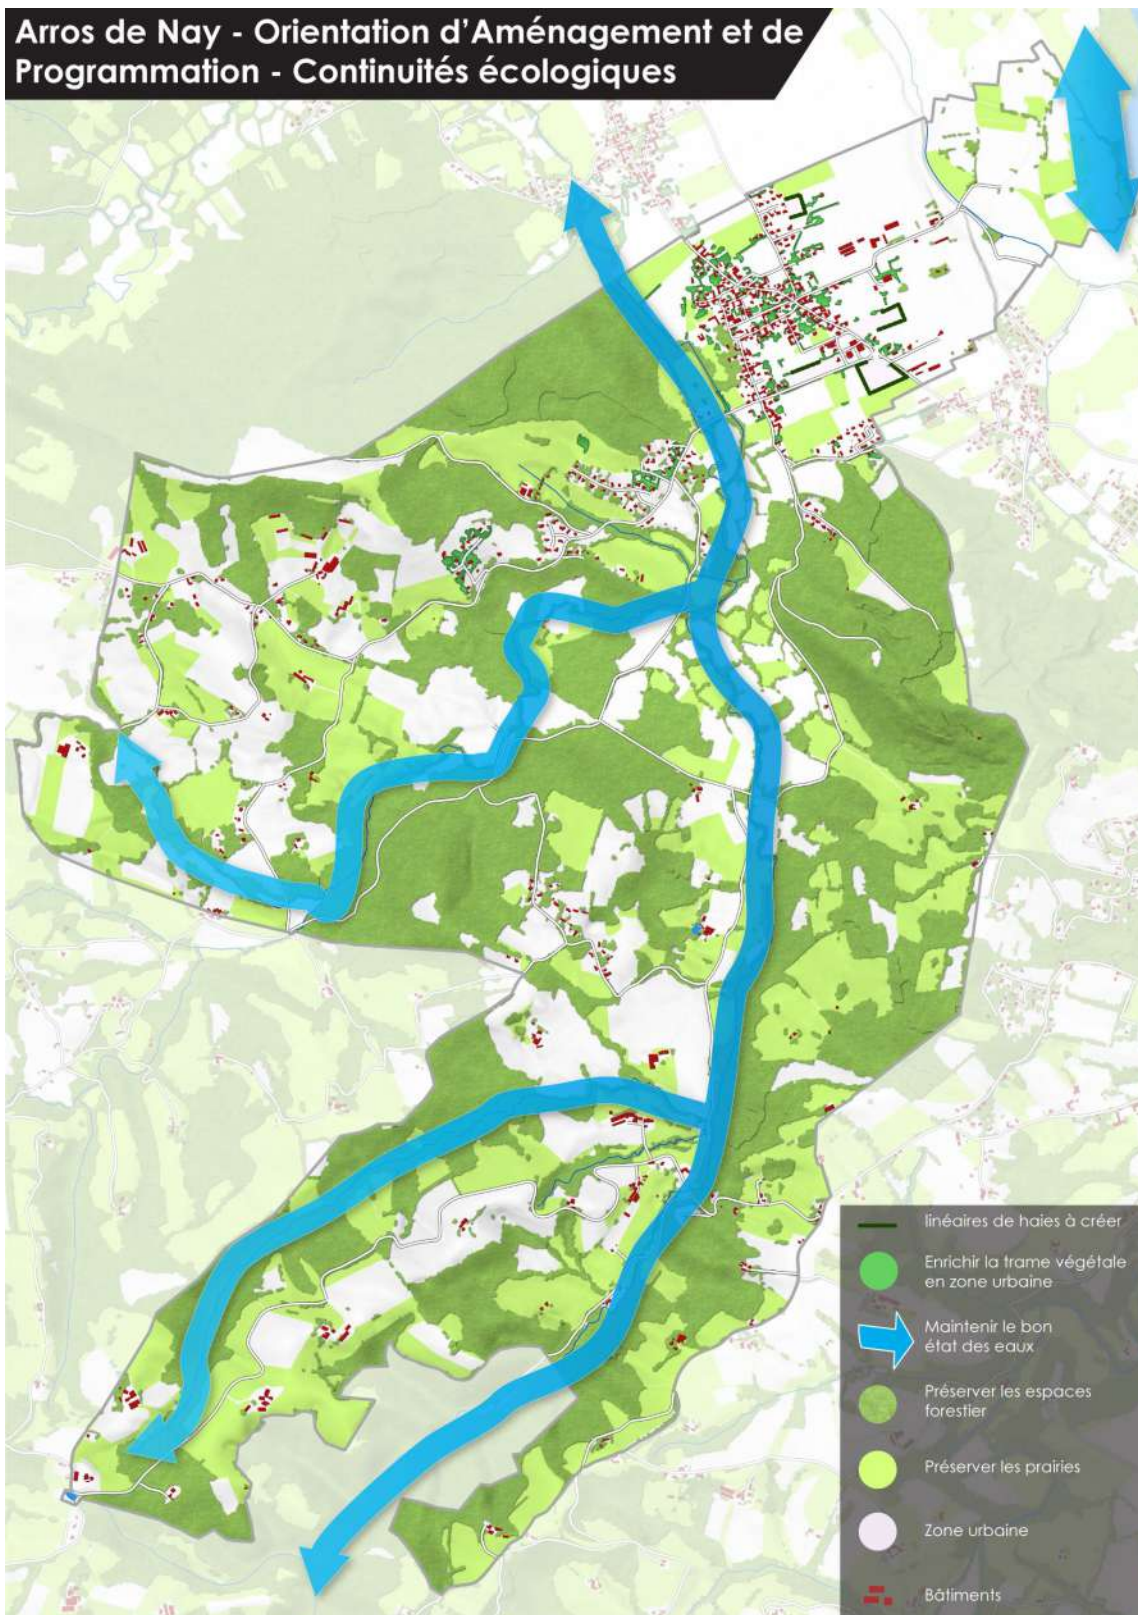 Arros de Nay - Orientation d'Aménagement et de
Programmation - Continuités écologiques
linéaires de haies à créer
Enrichir la trame végétale
en zone urbaine
Maintenir le bon
état des eaux
Préserver les espaces
forestier
Préserver les prairies
Zone urbaine
Bâtiments